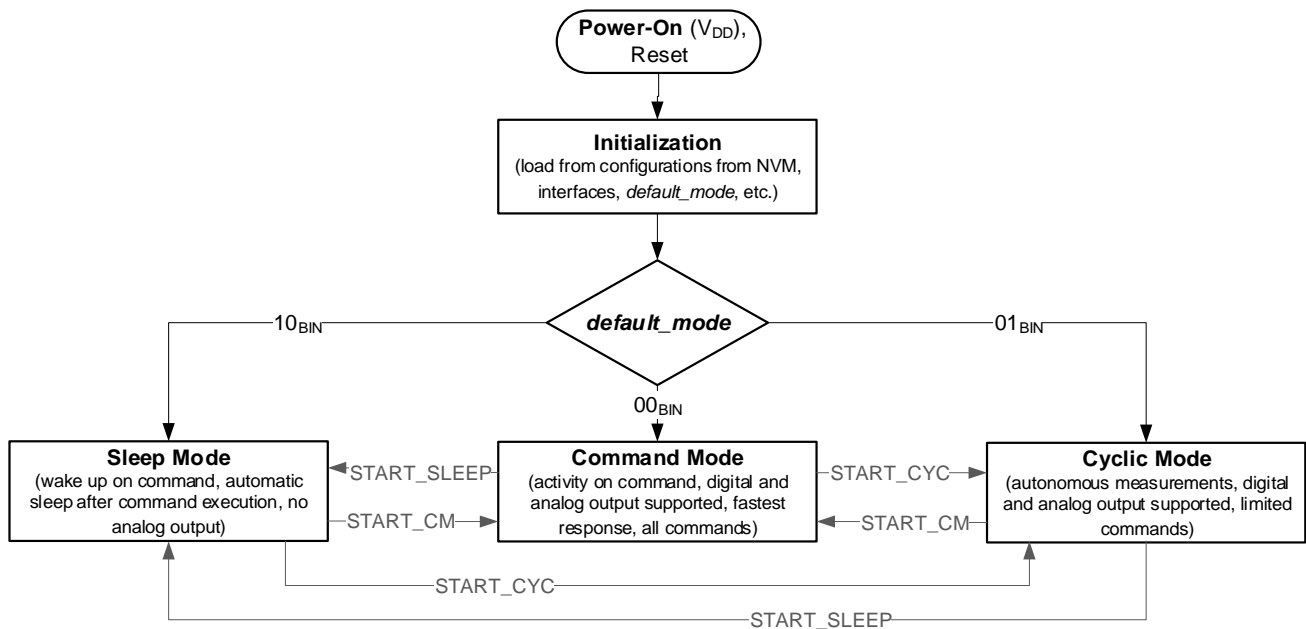 Power-On (VDD),
Reset
Initialization
(load from configurations from NVM,
interfaces, default_mode, etc.)
default_mode
10BIN
01BIN
00BIN
Sleep Mode
(wake up on command, automatic
sleep after command execution, no
analog output)
START_SLEEP
START_CM
Command Mode
(activity on command, digital and
analog output supported, fastest
response, all commands)
START_CYC
START_CM
Cyclic Mode
(autonomous measurements, digital
and analog output supported, limited
commands)
START_CYC
START_SLEEP